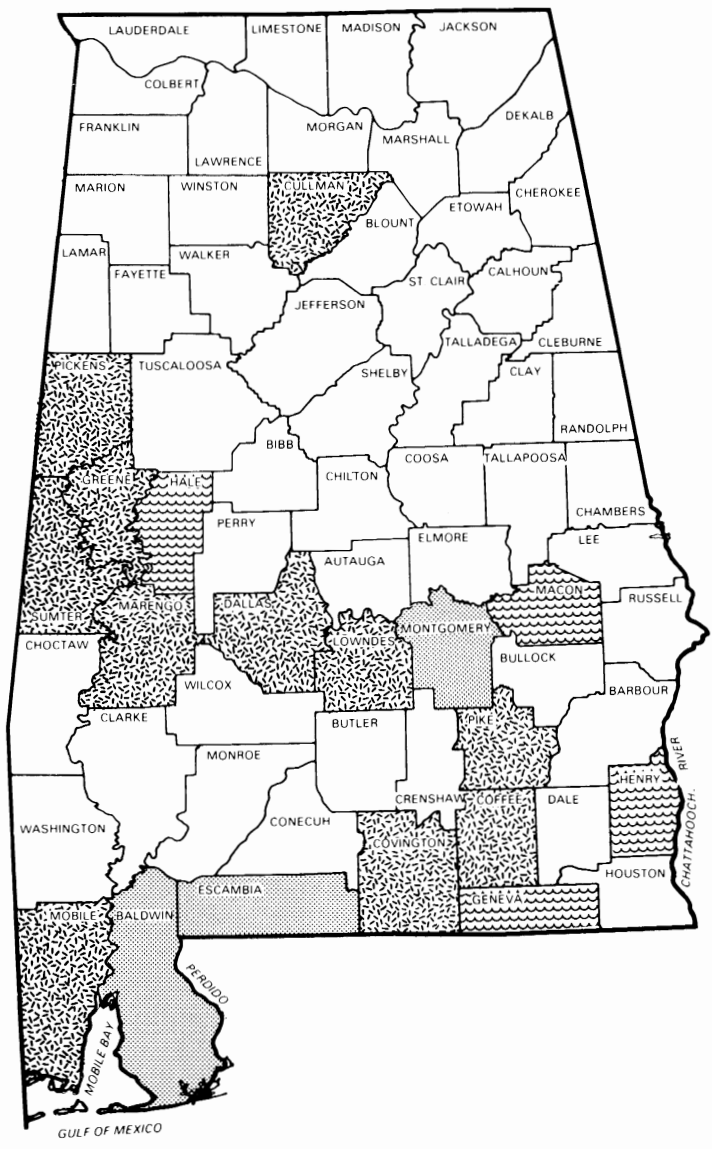 LAUDERDALE
LIMESTONE
MADISON
JACKSON
COLBERT
FRANKLIN
LAWRENCE
MORGAN
MARSHALL
DEKALB
MARION
WINSTON
CULLMAN
BLOUNT
ETOWAH
CHEROKEE
LAMAR
FAYETTE
WALKER
JEFFERSON
ST CLAIR
CALHOUN
TALLADEGA
CLEBURNE
PICKENS
TUSCALOOSA
SHELBY
CLAY
RANDOLPH
GREENE
HALE
BIBB
CHILTON
COOSA
TALLAPOOSA
CHAMBERS
PERRY
AUTAUGA
ELMORE
LEE
SUMTER
MARENGO
DALLAS
LOWNDES
MONTGOMERY
MACON
RUSSELL
CHOCTAW
WILCOX
BULLOCK
BARBOUR
CLARKE
MONROE
BUTLER
PIKE
CRENSHAW
COFFEE
DALE
HENRY
WASHINGTON
CONECUH
COVINGTON
HOUSTON
MOBILE
BALDWIN
ESCAMBIA
GENEVA
CHATTAHOOCH. RIVER
PERDIDO
MOBILE BAY
GULF OF MEXICO